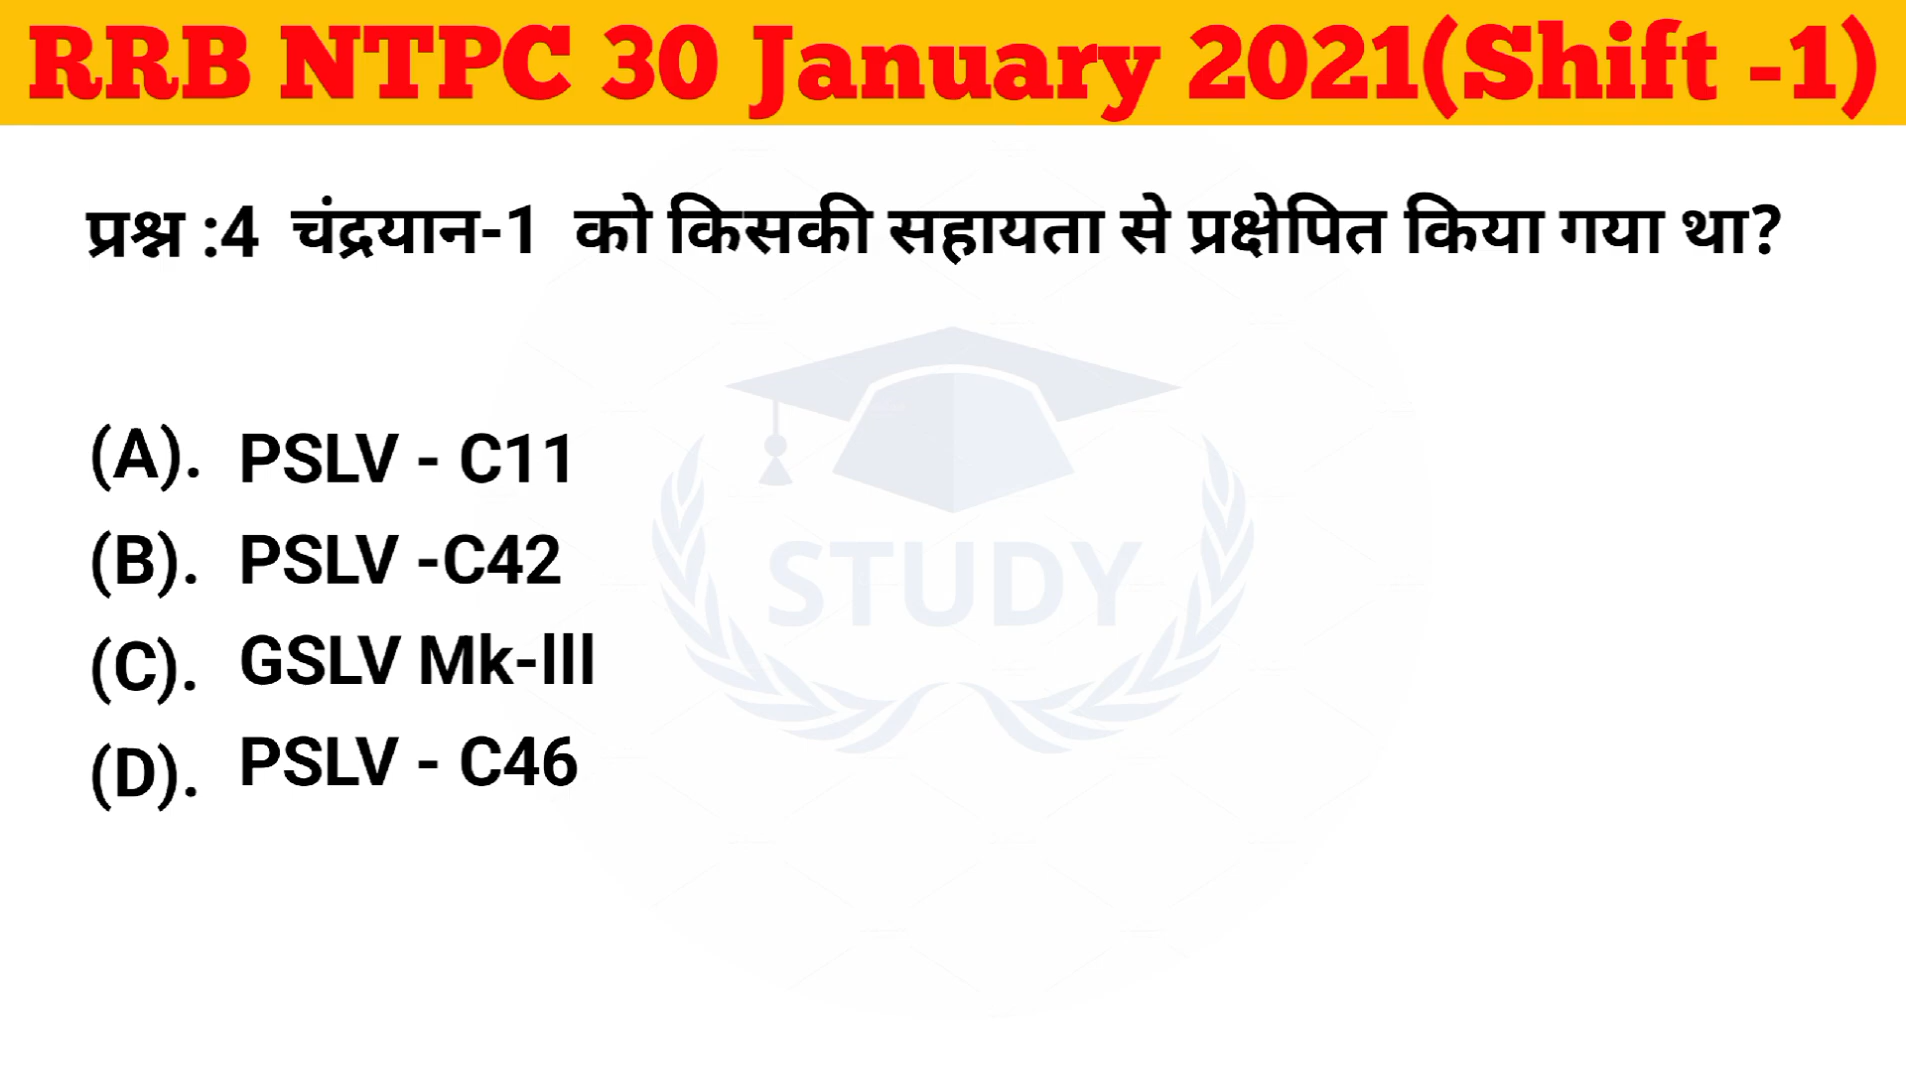 RRB NTPC 30 January 2021(Shift -1)
प्रश्न :4 चंद्रयान-1 को किसकी सहायता से प्रक्षेपित किया गया था?
(A). PSLV - C11
(B). PSLV -C42
(C). GSLV Mk-lll
(D). PSLV - C46
STUDY